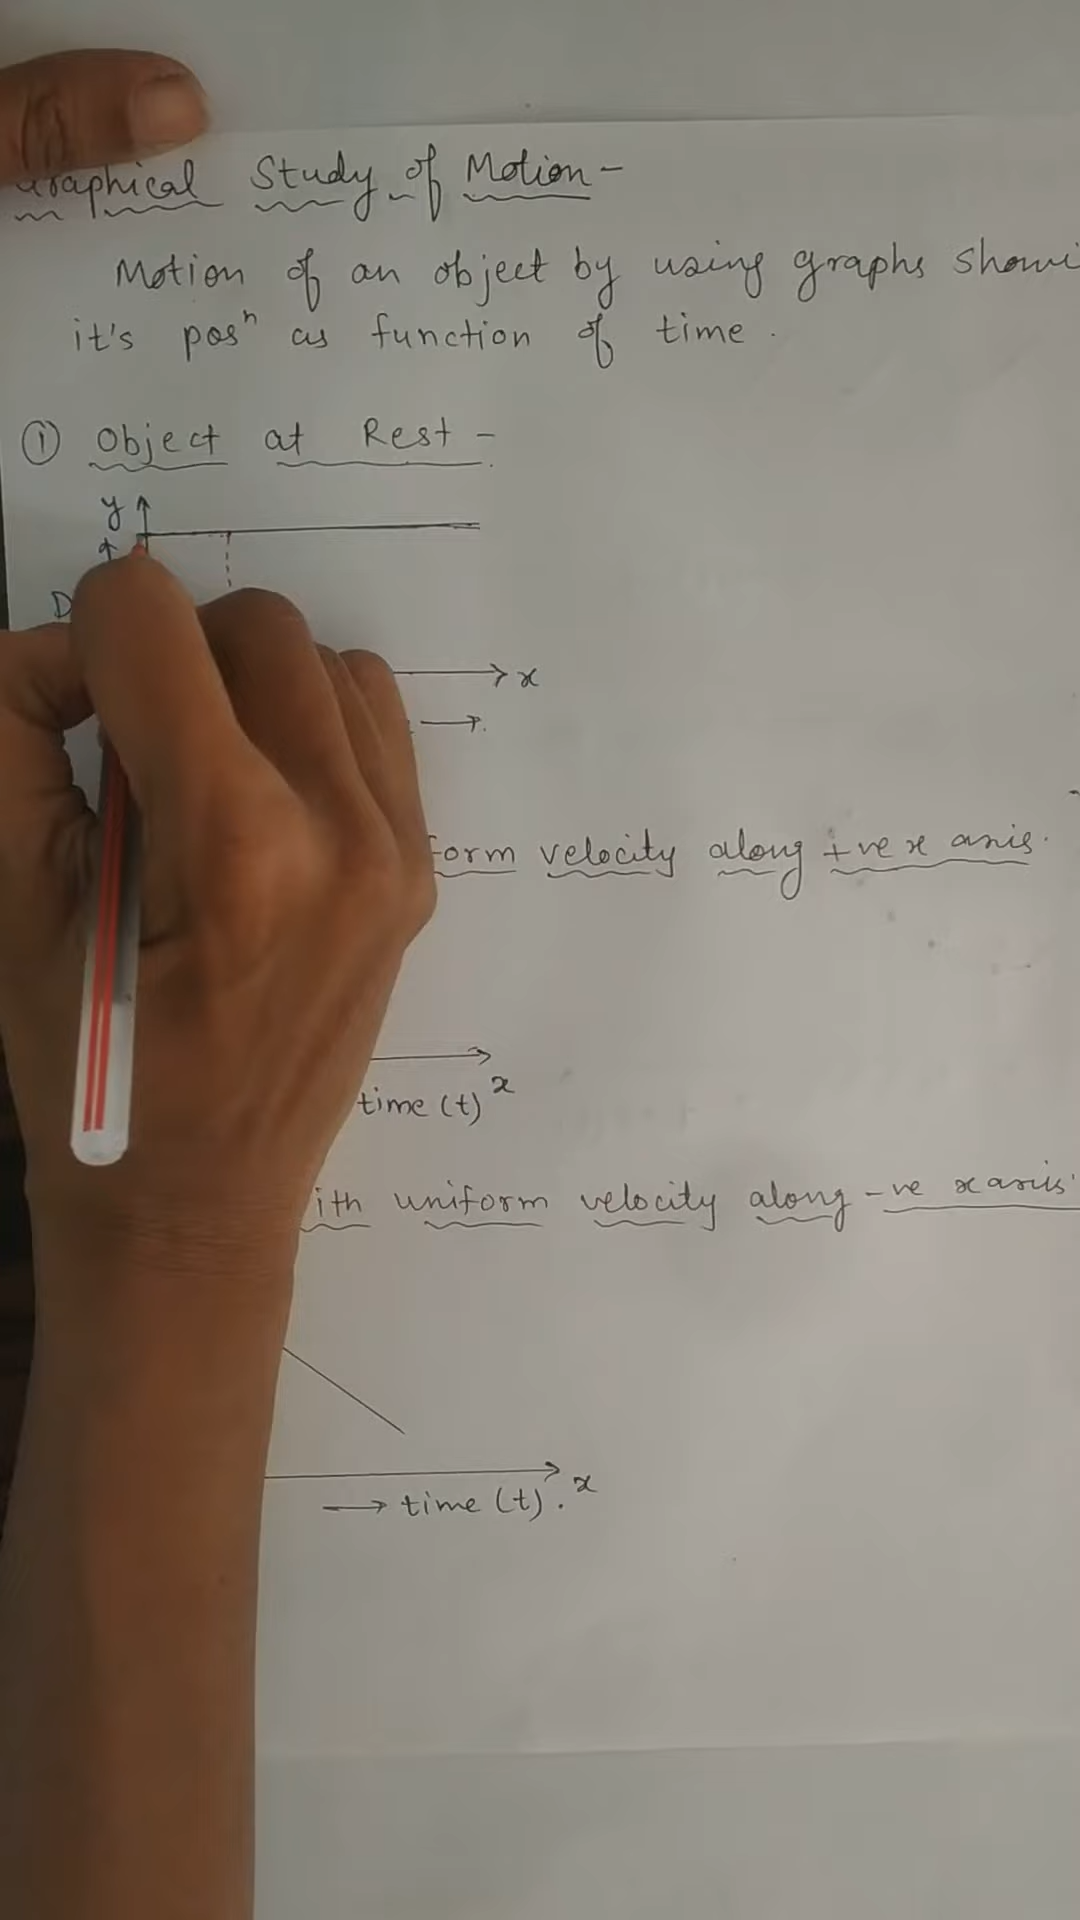 Graphical Study of Motion -
Motion of an object by using graphs showi
it's posⁿ as function of time.
① Object at Rest -
y
D
x
form velocity along +ve x axis.
x
time (t)
ith uniform velocity along -ve x axis.
x
time (t).